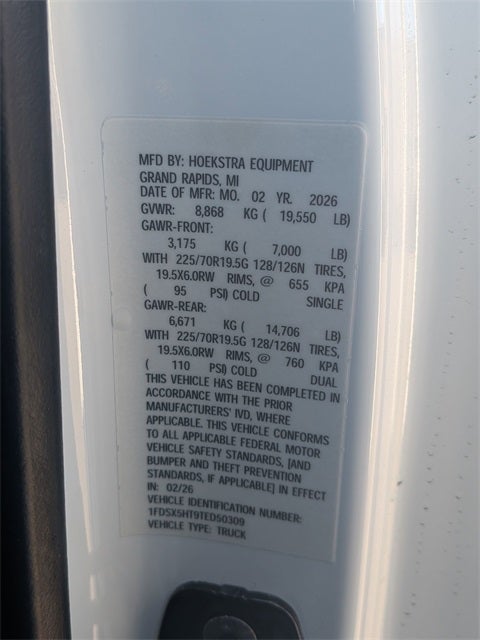 MFD BY: HOEKSTRA EQUIPMENT
GRAND RAPIDS, MI
DATE OF MFR: MO. 02 YR. 2026
GVWR: 8,868 KG ( 19,550 LB)
GAWR-FRONT:
3,175 KG ( 7,000 LB)
WITH 225/70R19.5G 128/126N TIRES,
19.5X6.0RW RIMS, @ 655 KPA
( 95 PSI) COLD SINGLE
GAWR-REAR:
6,671 KG ( 14,706 LB)
WITH 225/70R19.5G 128/126N TIRES,
19.5X6.0RW RIMS, @ 760 KPA
( 110 PSI) COLD DUAL
THIS VEHICLE HAS BEEN COMPLETED IN
ACCORDANCE WITH THE PRIOR
MANUFACTURERS' IVD, WHERE
APPLICABLE. THIS VEHICLE CONFORMS
TO ALL APPLICABLE FEDERAL MOTOR
VEHICLE SAFETY STANDARDS, [AND
BUMPER AND THEFT PREVENTION
STANDARDS, IF APPLICABLE] IN EFFECT
IN: 02/26
VEHICLE IDENTIFICATION NUMBER:
1FDSX5HT9TED50309
VEHICLE TYPE: TRUCK